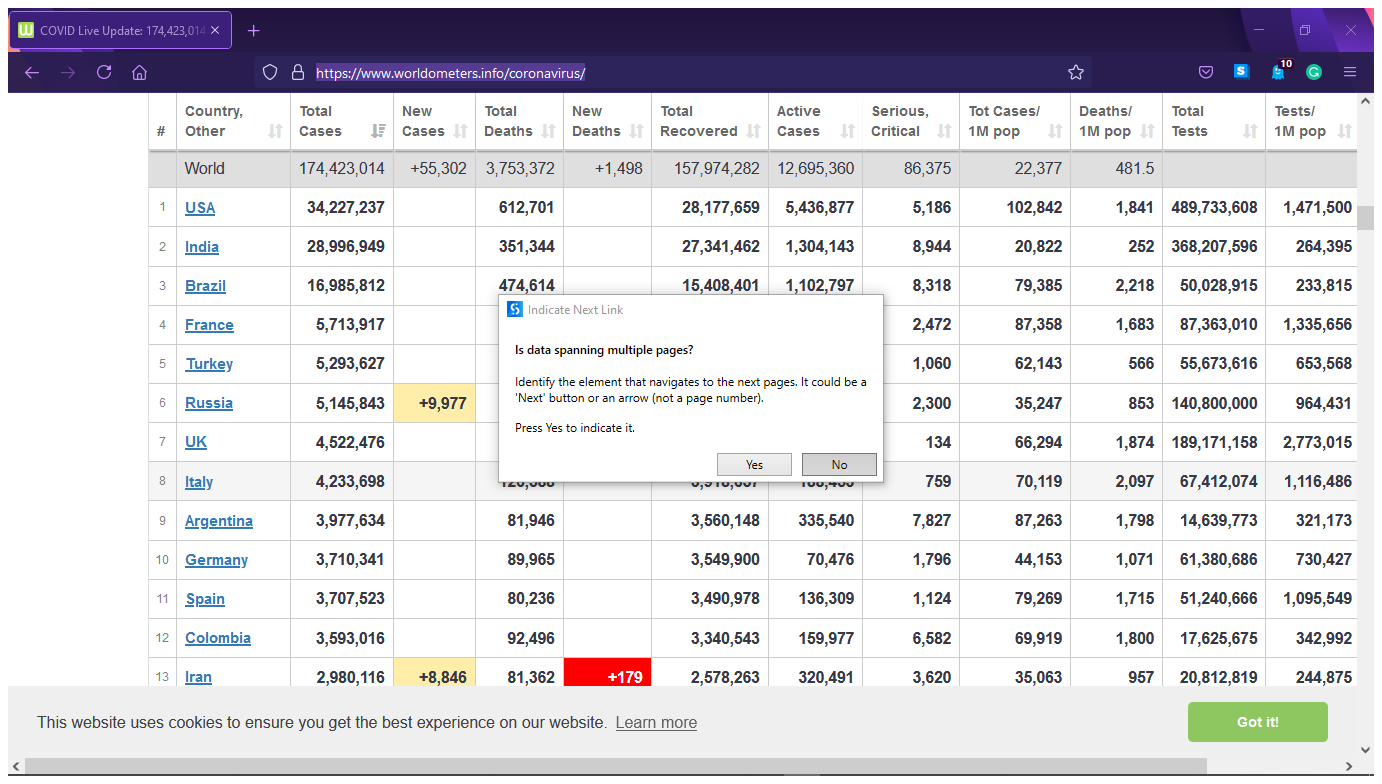 COVID Live Update: 174,423,014
https://www.worldometers.info/coronavirus/
10
# Country, Other Total Cases New Cases Total Deaths New Deaths Total Recovered Active Cases Serious, Critical Tot Cases/ 1M pop Deaths/ 1M pop Total Tests Tests/ 1M pop
World 174,423,014 +55,302 3,753,372 +1,498 157,974,282 12,695,360 86,375 22,377 481.5
1 USA 34,227,237 612,701 28,177,659 5,436,877 5,186 102,842 1,841 489,733,608 1,471,500
2 India 28,996,949 351,344 27,341,462 1,304,143 8,944 20,822 252 368,207,596 264,395
3 Brazil 16,985,812 474,614 15,408,401 1,102,797 8,318 79,385 2,218 50,028,915 233,815
4 France 5,713,917 2,472 87,358 1,683 87,363,010 1,335,656
5 Turkey 5,293,627 1,060 62,143 566 55,673,616 653,568
6 Russia 5,145,843 +9,977 2,300 35,247 853 140,800,000 964,431
7 UK 4,522,476 134 66,294 1,874 189,171,158 2,773,015
8 Italy 4,233,698 759 70,119 2,097 67,412,074 1,116,486
9 Argentina 3,977,634 81,946 3,560,148 335,540 7,827 87,263 1,798 14,639,773 321,173
10 Germany 3,710,341 89,965 3,549,900 70,476 1,796 44,153 1,071 61,380,686 730,427
11 Spain 3,707,523 80,236 3,490,978 136,309 1,124 79,269 1,715 51,240,666 1,095,549
12 Colombia 3,593,016 92,496 3,340,543 159,977 6,582 69,919 1,800 17,625,675 342,992
13 Iran 2,980,116 +8,846 81,362 +179 2,578,263 320,491 3,620 35,063 957 20,812,819 244,875
Indicate Next Link
Is data spanning multiple pages?
Identify the element that navigates to the next pages. It could be a
'Next' button or an arrow (not a page number).
Press Yes to indicate it.
Yes No
This website uses cookies to ensure you get the best experience on our website. Learn more
Got it!